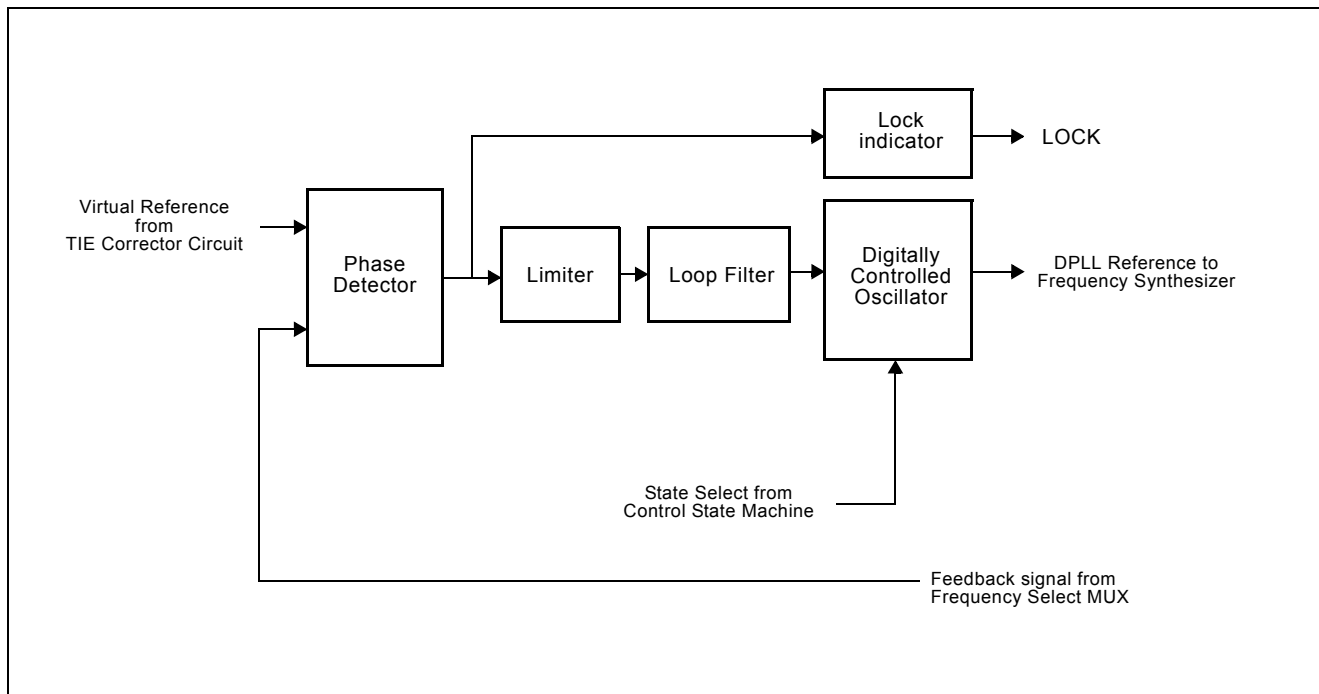 Lock
indicator
LOCK
Virtual Reference
from
TIE Corrector Circuit
Phase
Detector
Limiter
Loop Filter
Digitally
Controlled
Oscillator
DPLL Reference to
Frequency Synthesizer
State Select from
Control State Machine
Feedback signal from
Frequency Select MUX